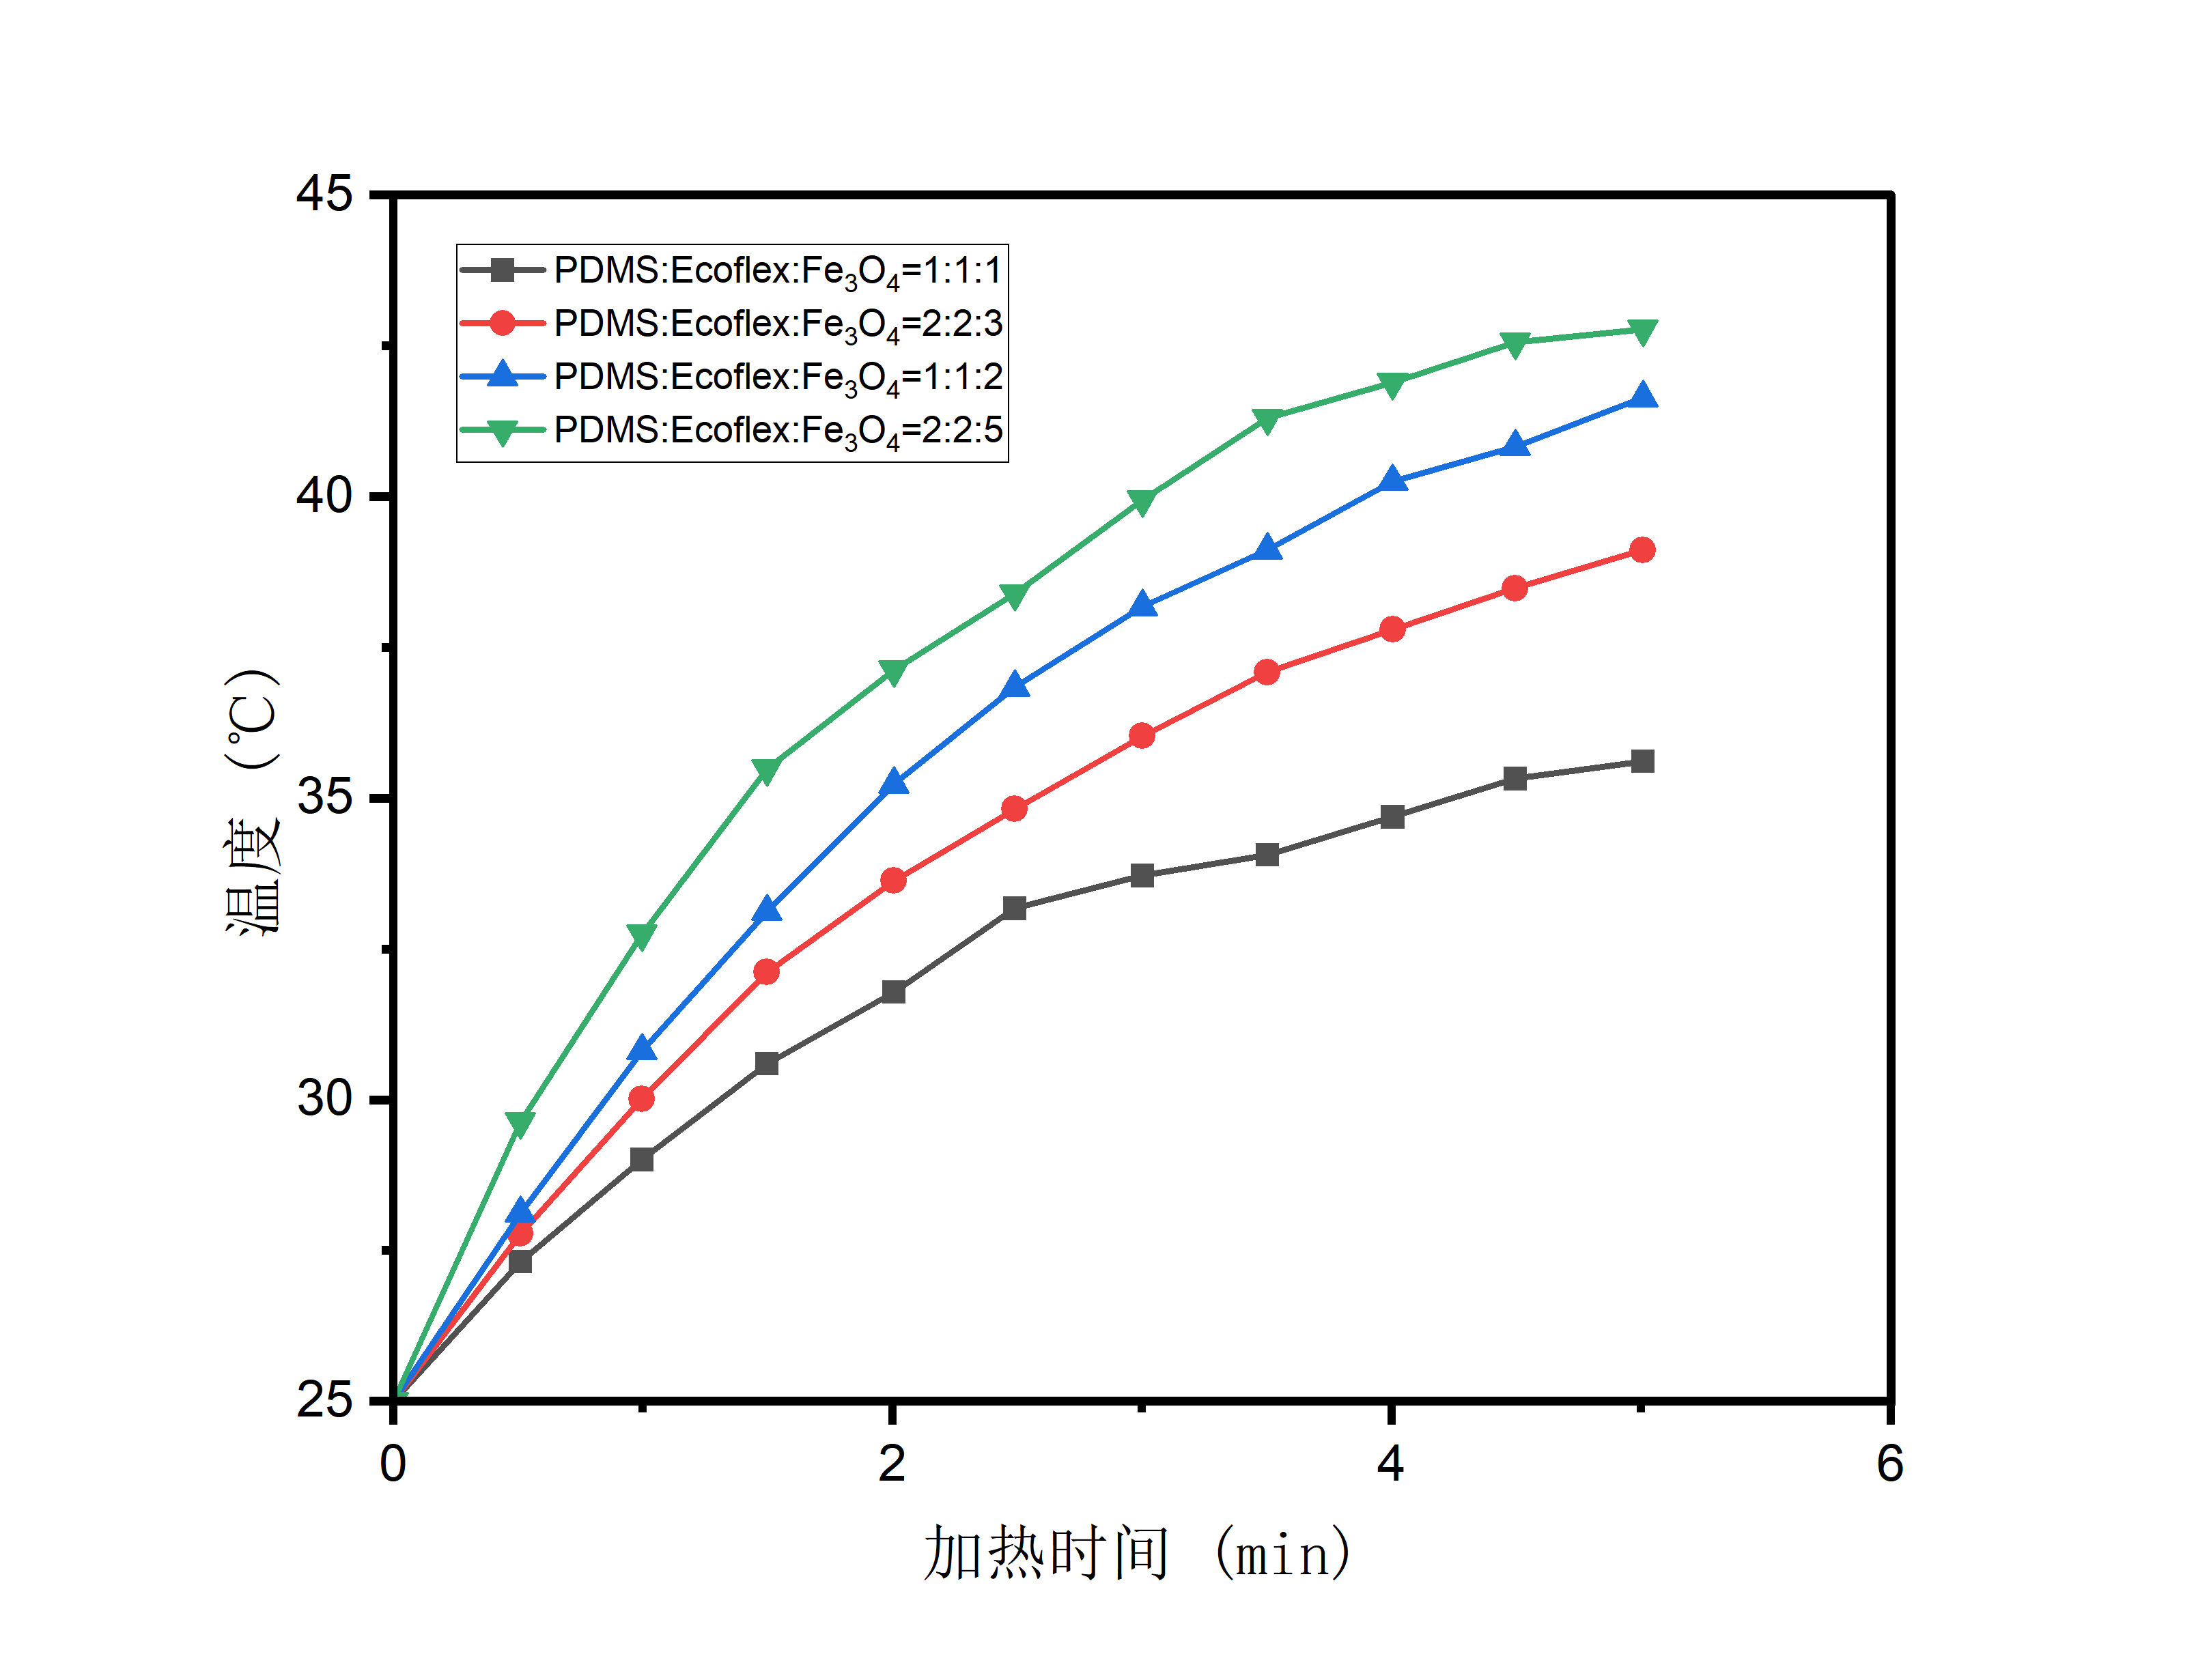 45
40
35
30
25
温度 (℃)
PDMS:Ecoflex:Fe₃O₄=1:1:1
PDMS:Ecoflex:Fe₃O₄=2:2:3
PDMS:Ecoflex:Fe₃O₄=1:1:2
PDMS:Ecoflex:Fe₃O₄=2:2:5
0 2 4 6
加热时间 (min)